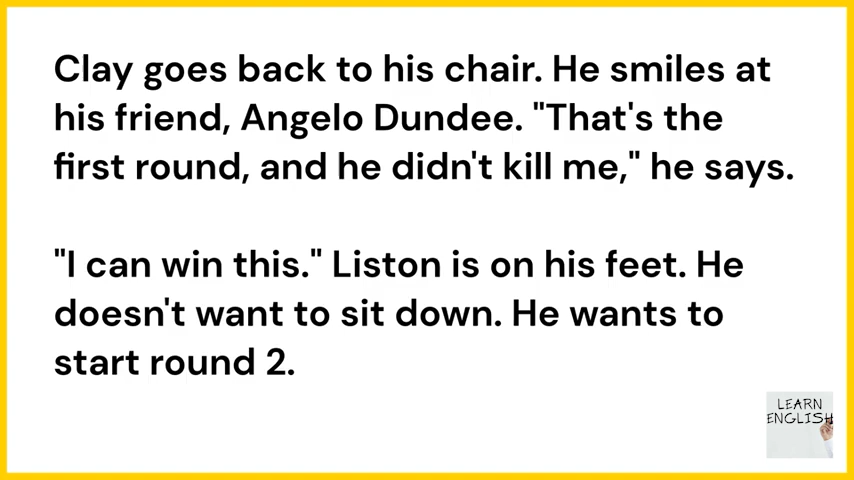 Clay goes back to his chair. He smiles at
his friend, Angelo Dundee. "That's the
first round, and he didn't kill me," he says.
"I can win this." Liston is on his feet. He
doesn't want to sit down. He wants to
start round 2.
LEARN
ENGLISH